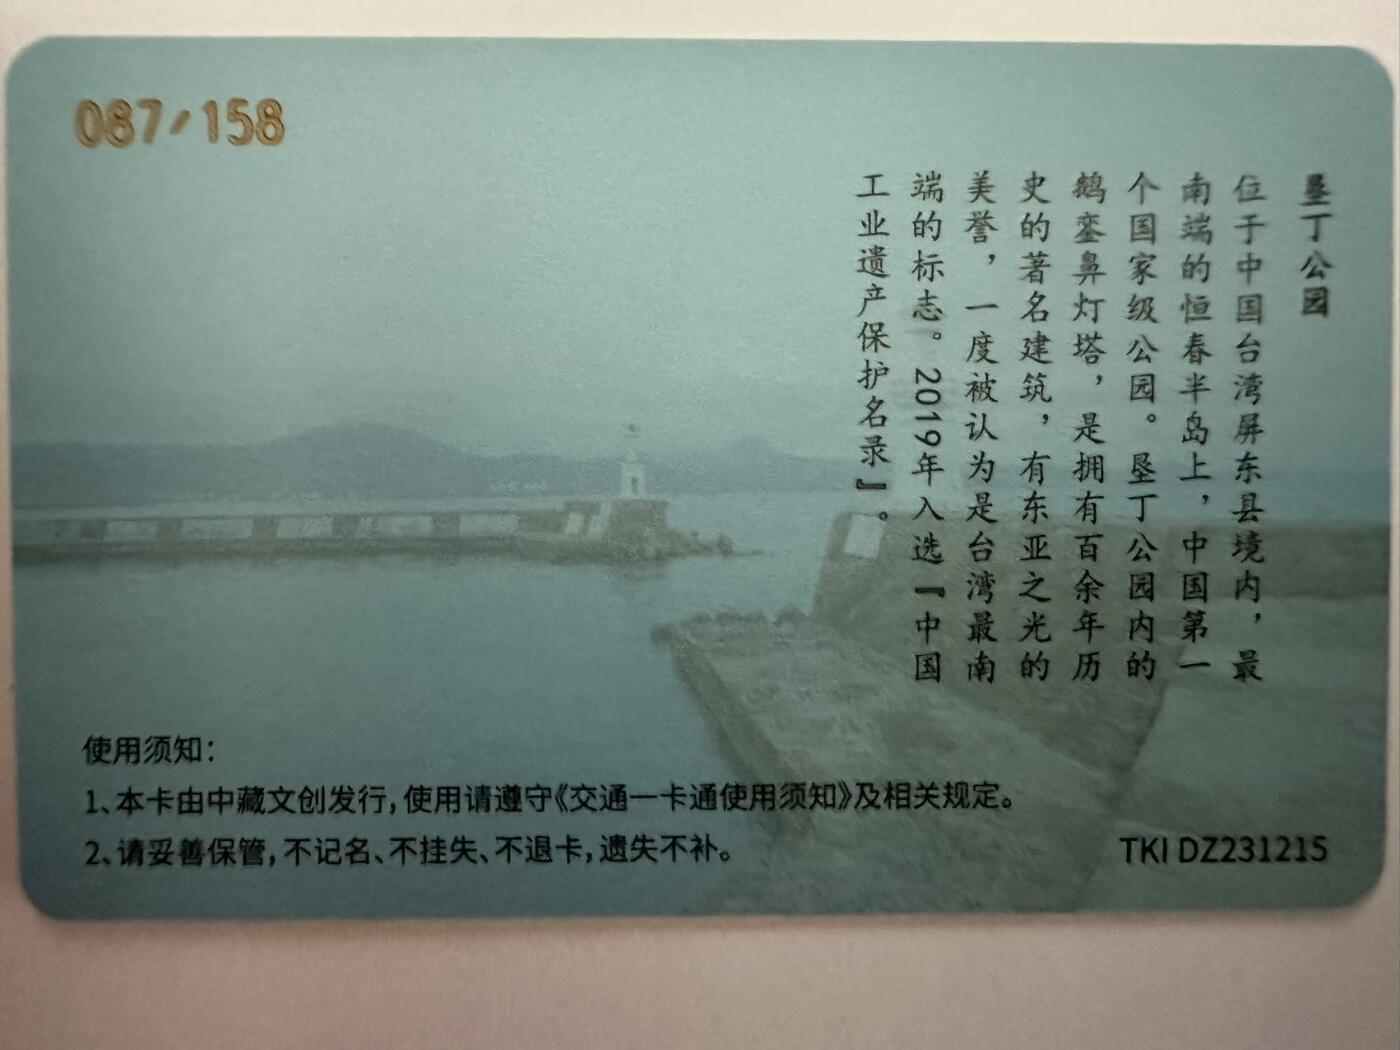 087/158
垦丁公园
位于中国台湾屏东县境内，最
南端的恒春半岛上，中国第一
个国家级公园。垦丁公园内的
鹅銮鼻灯塔，是拥有百余年历
史的著名建筑，有东亚之光的
美誉，一度被认为是台湾最南
端的标志。2019年入选『中国
工业遗产保护名录』。
使用须知：
1、本卡由中藏文创发行，使用请遵守《交通一卡通使用须知》及相关规定。
2、请妥善保管，不记名、不挂失、不退卡，遗失不补。
TKI DZ231215